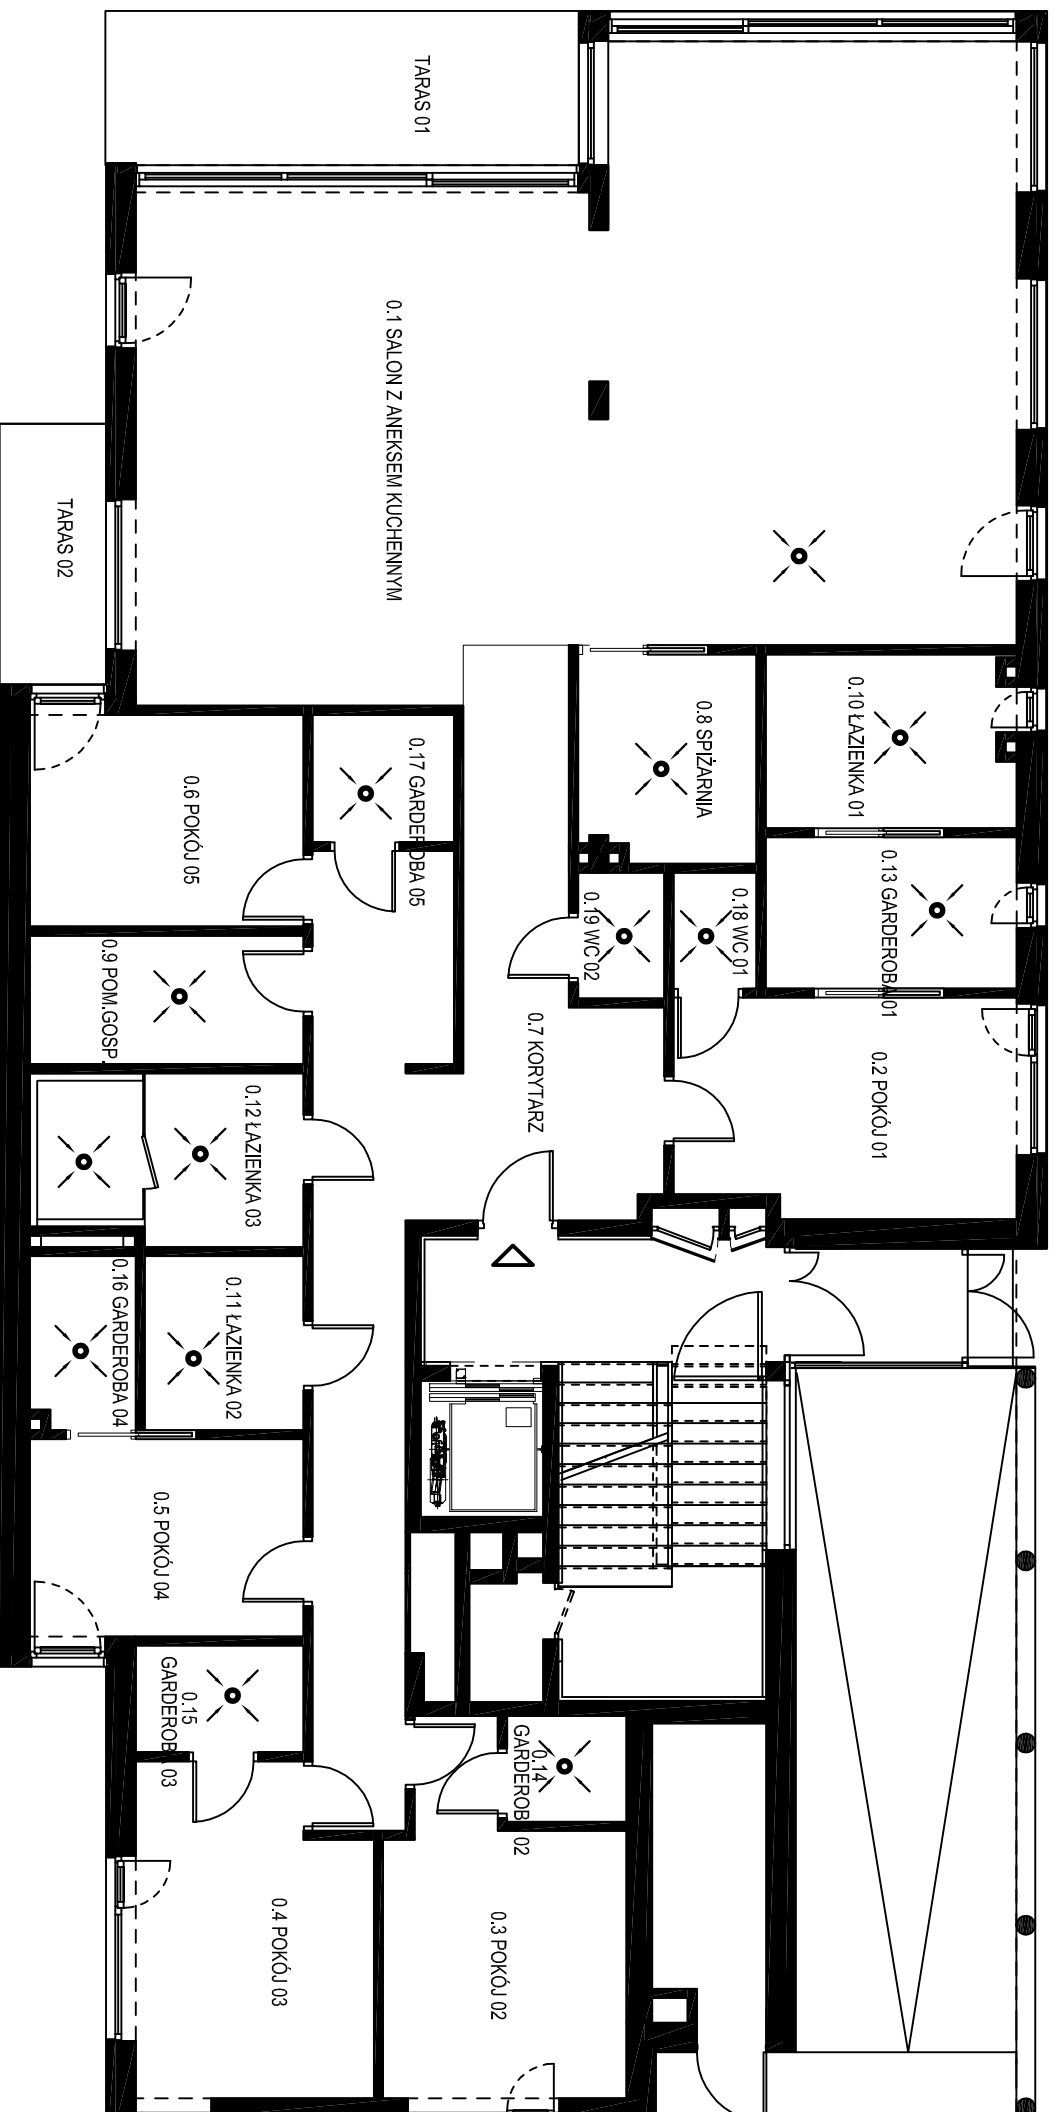 TARAS 01
0.1 SALON Z ANEKSEM KUCHENNYM
TARAS 02
0.10 ŁAZIENKA 01
0.8 SPIŻARNIA
0.17 GARDEROBA 05
0.6 POKÓJ 05
0.13 GARDEROBA 01
0.18 WC 01
0.19 WC 02
0.9 POM.GOSP.
0.7 KORYTARZ
0.2 POKÓJ 01
0.12 ŁAZIENKA 03
0.11 ŁAZIENKA 02
0.16 GARDEROBA 04
0.5 POKÓJ 04
0.15
GARDEROBA 03
0.14
GARDEROBA 02
0.4 POKÓJ 03
0.3 POKÓJ 02